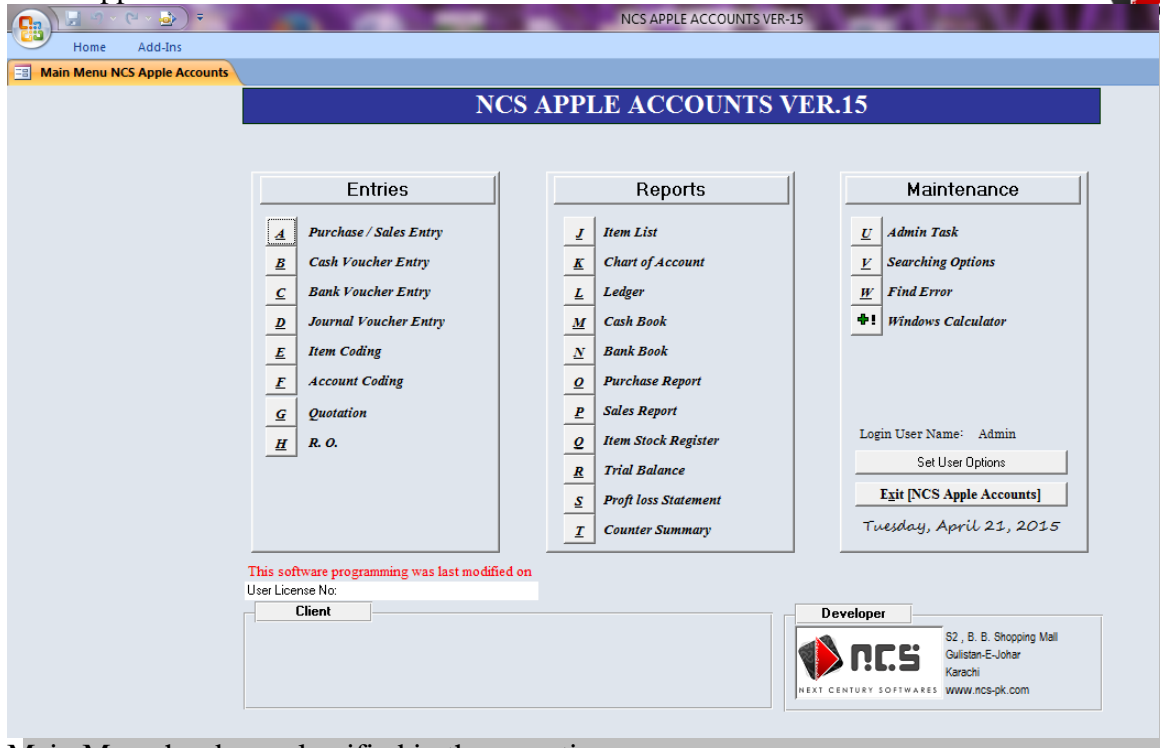 NCS APPLE ACCOUNTS VER-15
Home Add-Ins
Main Menu NCS Apple Accounts
NCS APPLE ACCOUNTS VER.15
Entries
A Purchase / Sales Entry
B Cash Voucher Entry
C Bank Voucher Entry
D Journal Voucher Entry
E Item Coding
F Account Coding
G Quotation
H R. O.
Reports
J Item List
K Chart of Account
L Ledger
M Cash Book
N Bank Book
O Purchase Report
P Sales Report
Q Item Stock Register
R Trial Balance
S Proft loss Statement
T Counter Summary
Maintenance
U Admin Task
V Searching Options
W Find Error
Windows Calculator
Login User Name: Admin
Set User Options
Exit [NCS Apple Accounts]
Tuesday, April 21, 2015
This software programming was last modified on
User License No:
Client
Developer
ncs
NEXT CENTURY SOFTWARES
S2 , B. B. Shopping Mall
Gulistan-E-Johar
Karachi
www.ncs-pk.com